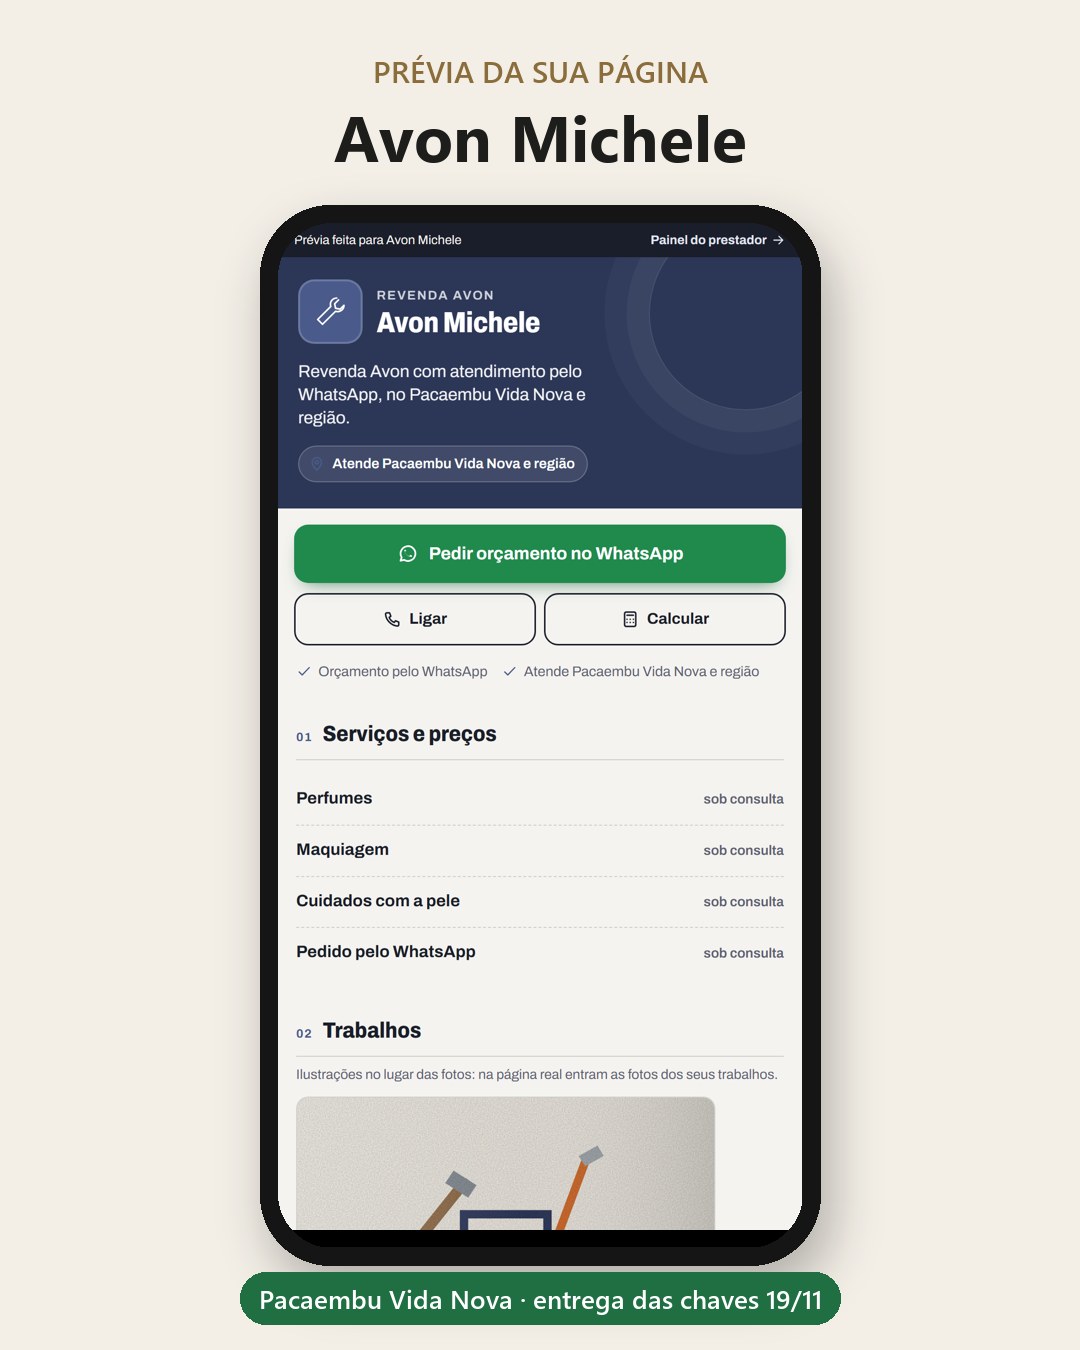 PRÉVIA DA SUA PÁGINA
Avon Michele
Prévia feita para Avon Michele
Painel do prestador →
REVENDA AVON
Avon Michele
Revenda Avon com atendimento pelo
WhatsApp, no Pacaembu Vida Nova e
região.
Atende Pacaembu Vida Nova e região
Pedir orçamento no WhatsApp
Ligar
Calcular
Orçamento pelo WhatsApp
Atende Pacaembu Vida Nova e região
01 Serviços e preços
Perfumes sob consulta
Maquiagem sob consulta
Cuidados com a pele sob consulta
Pedido pelo WhatsApp sob consulta
02 Trabalhos
Ilustrações no lugar das fotos: na página real entram as fotos dos seus trabalhos.
Pacaembu Vida Nova · entrega das chaves 19/11